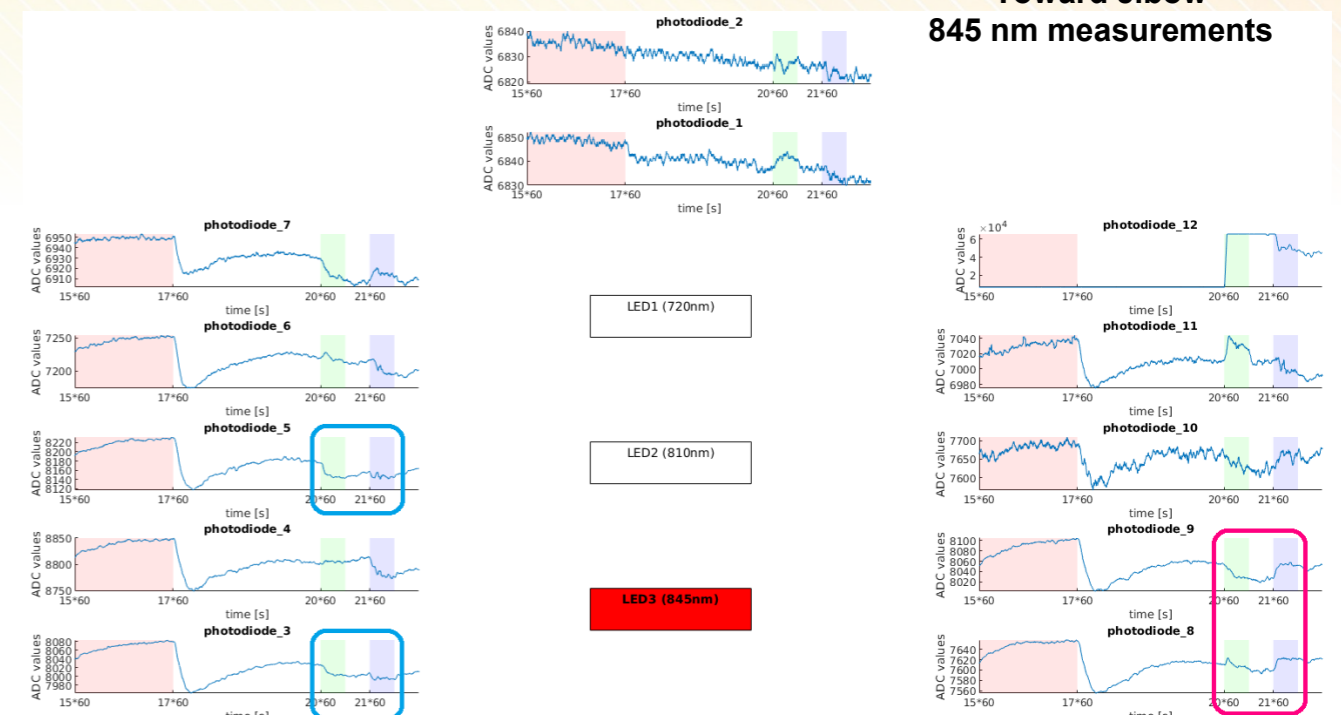 Toward elbow
845 nm measurements
photodiode_2
ADC values
6840
6830
6820
15*60 17*60 20*60 21*60
time [s]
photodiode_1
ADC values
6850
6840
6830
15*60 17*60 20*60 21*60
time [s]
photodiode_7
ADC values
6950
6940
6930
6920
6910
15*60 17*60 20*60 21*60
time [s]
photodiode_6
ADC values
7250
7200
15*60 17*60 20*60 21*60
time [s]
photodiode_5
ADC values
8220
8200
8180
8160
8140
8120
15*60 17*60 20*60 21*60
time [s]
photodiode_4
ADC values
8850
8800
8750
15*60 17*60 20*60 21*60
time [s]
photodiode_3
ADC values
8080
8060
8040
8020
8000
7980
15*60 17*60 20*60 21*60
time [s]
LED1 (720nm)
LED2 (810nm)
LED3 (845nm)
photodiode_12
×10⁴
ADC values
6
4
2
15*60 17*60 20*60 21*60
time [s]
photodiode_11
ADC values
7040
7020
7000
6980
15*60 17*60 20*60 21*60
time [s]
photodiode_10
ADC values
7700
7650
7600
15*60 17*60 20*60 21*60
time [s]
photodiode_9
ADC values
8100
8080
8060
8040
8020
15*60 17*60 20*60 21*60
time [s]
photodiode_8
ADC values
7640
7620
7600
7580
7560
15*60 17*60 20*60 21*60
time [s]